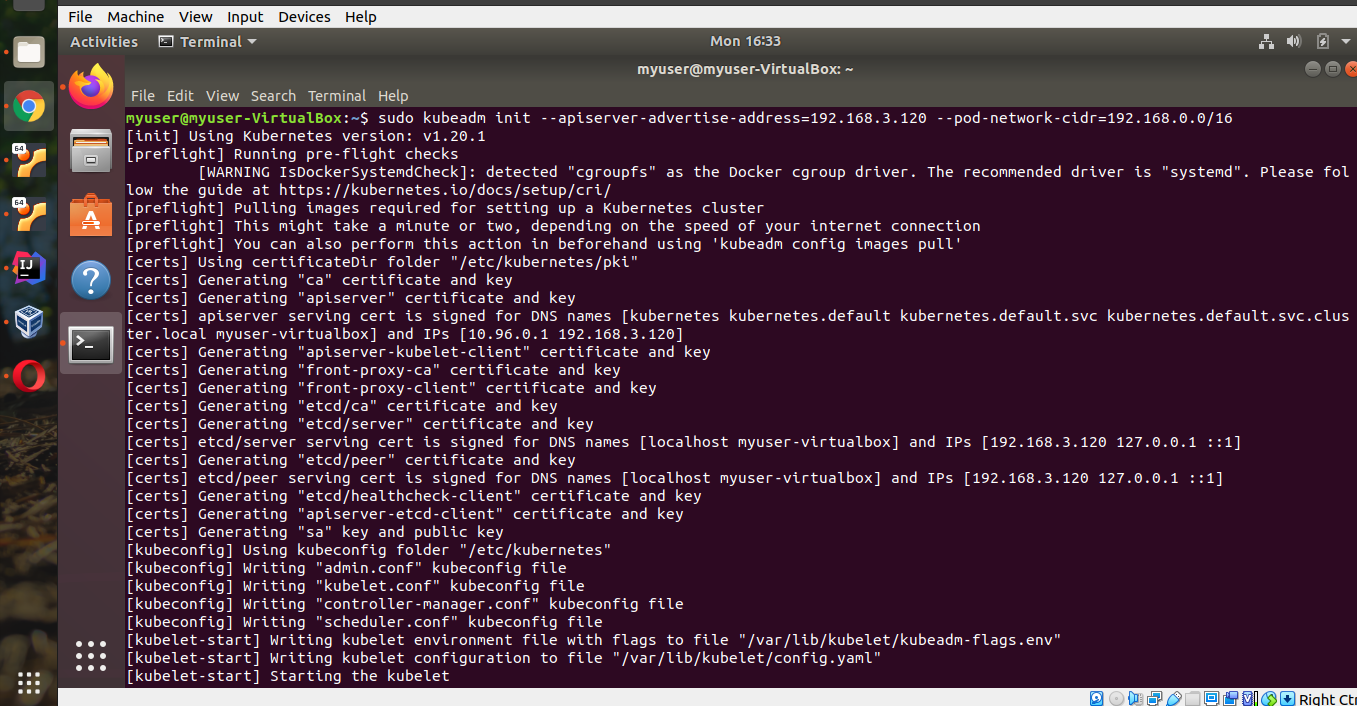 File Machine View Input Devices Help
Activities Terminal Mon 16:33
myuser@myuser-VirtualBox: ~
File Edit View Search Terminal Help
myuser@myuser-VirtualBox:~$ sudo kubeadm init --apiserver-advertise-address=192.168.3.120 --pod-network-cidr=192.168.0.0/16
[init] Using Kubernetes version: v1.20.1
[preflight] Running pre-flight checks
[WARNING IsDockerSystemdCheck]: detected "cgroupfs" as the Docker cgroup driver. The recommended driver is "systemd". Please fol
low the guide at https://kubernetes.io/docs/setup/cri/
[preflight] Pulling images required for setting up a Kubernetes cluster
[preflight] This might take a minute or two, depending on the speed of your internet connection
[preflight] You can also perform this action in beforehand using 'kubeadm config images pull'
[certs] Using certificateDir folder "/etc/kubernetes/pki"
[certs] Generating "ca" certificate and key
[certs] Generating "apiserver" certificate and key
[certs] apiserver serving cert is signed for DNS names [kubernetes kubernetes.default kubernetes.default.svc kubernetes.default.svc.clus
ter.local myuser-virtualbox] and IPs [10.96.0.1 192.168.3.120]
[certs] Generating "apiserver-kubelet-client" certificate and key
[certs] Generating "front-proxy-ca" certificate and key
[certs] Generating "front-proxy-client" certificate and key
[certs] Generating "etcd/ca" certificate and key
[certs] Generating "etcd/server" certificate and key
[certs] etcd/server serving cert is signed for DNS names [localhost myuser-virtualbox] and IPs [192.168.3.120 127.0.0.1 ::1]
[certs] Generating "etcd/peer" certificate and key
[certs] etcd/peer serving cert is signed for DNS names [localhost myuser-virtualbox] and IPs [192.168.3.120 127.0.0.1 ::1]
[certs] Generating "etcd/healthcheck-client" certificate and key
[certs] Generating "apiserver-etcd-client" certificate and key
[certs] Generating "sa" key and public key
[kubeconfig] Using kubeconfig folder "/etc/kubernetes"
[kubeconfig] Writing "admin.conf" kubeconfig file
[kubeconfig] Writing "kubelet.conf" kubeconfig file
[kubeconfig] Writing "controller-manager.conf" kubeconfig file
[kubeconfig] Writing "scheduler.conf" kubeconfig file
[kubelet-start] Writing kubelet environment file with flags to file "/var/lib/kubelet/kubeadm-flags.env"
[kubelet-start] Writing kubelet configuration to file "/var/lib/kubelet/config.yaml"
[kubelet-start] Starting the kubelet
64
64
IJ
Right Ctr